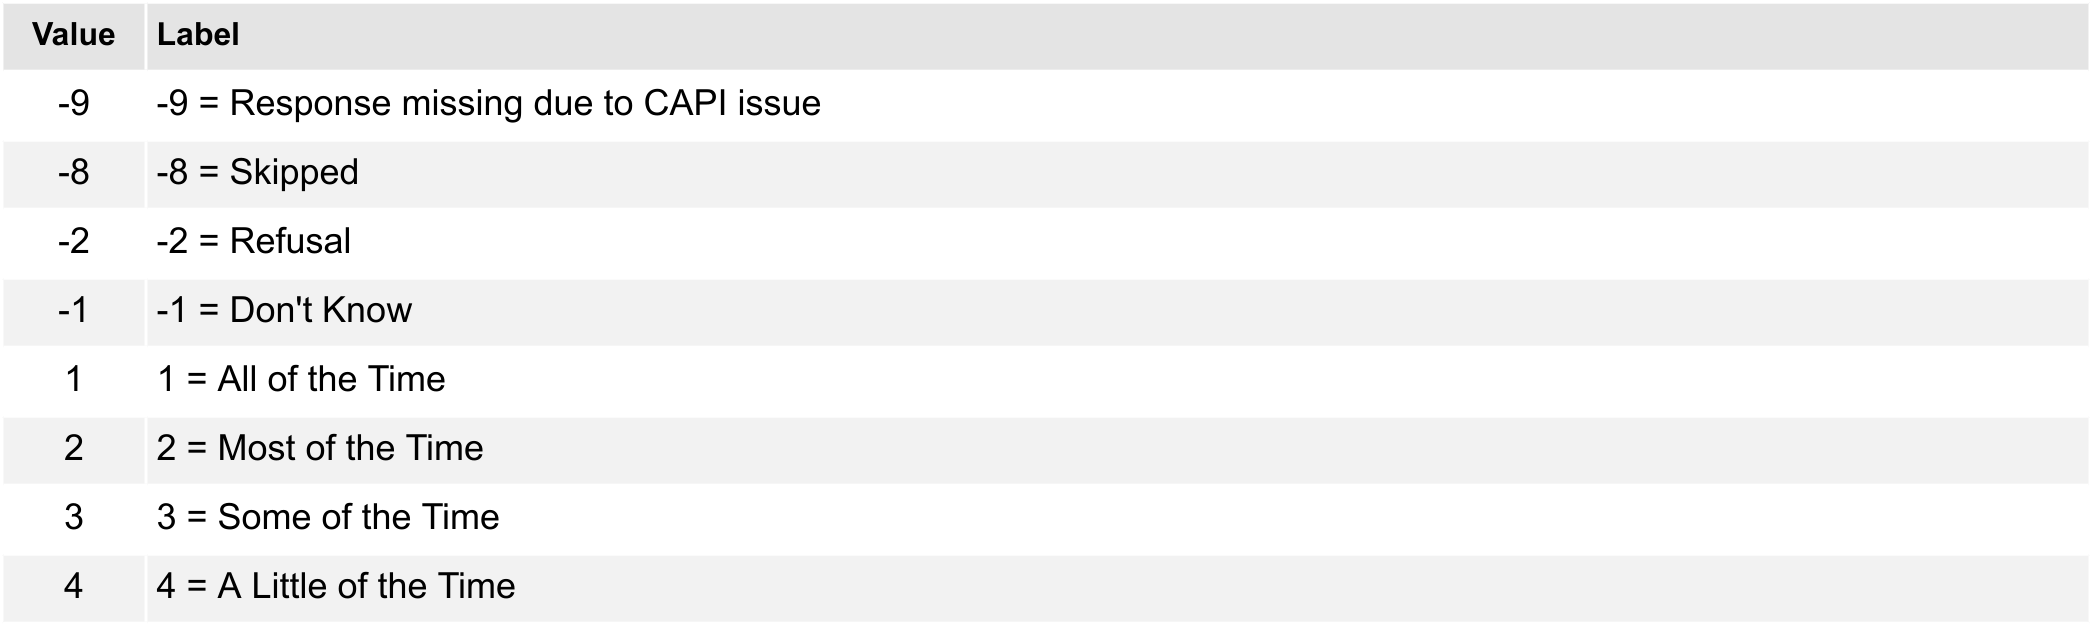 Value Label
-9 -9 = Response missing due to CAPI issue
-8 -8 = Skipped
-2 -2 = Refusal
-1 -1 = Don't Know
1 1 = All of the Time
2 2 = Most of the Time
3 3 = Some of the Time
4 4 = A Little of the Time